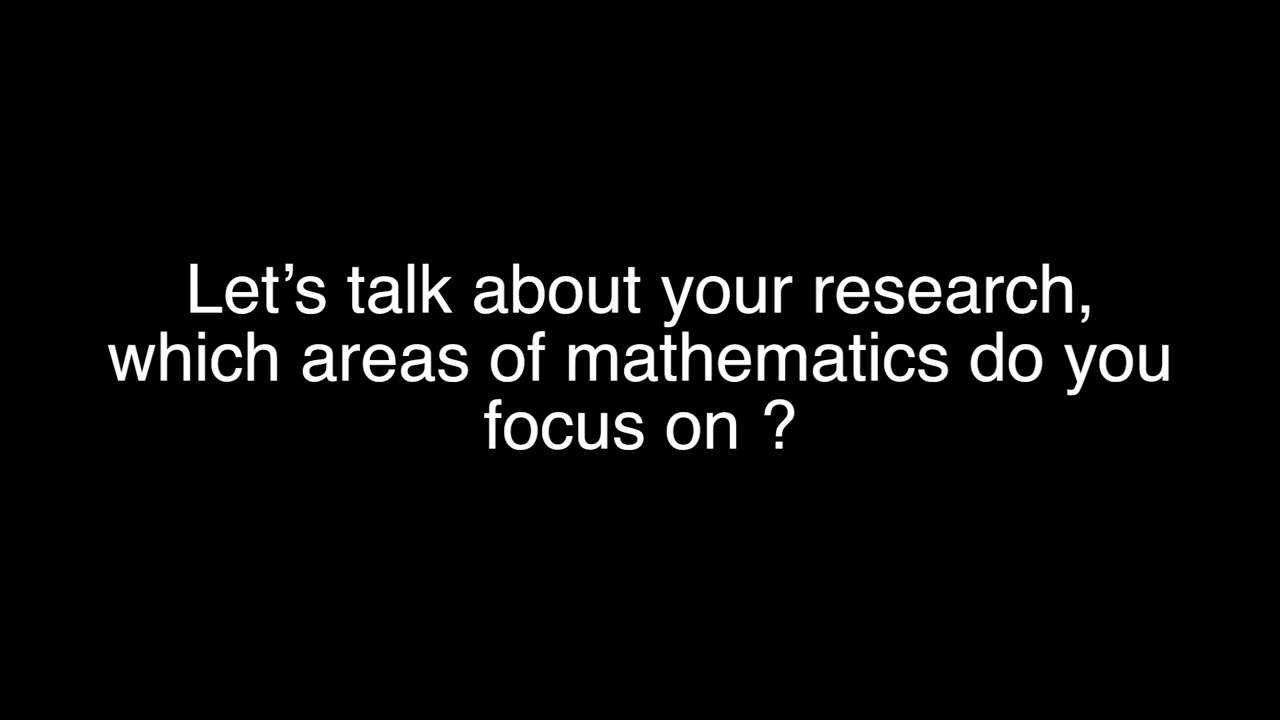 Let’s talk about your research,
which areas of mathematics do you
focus on ?